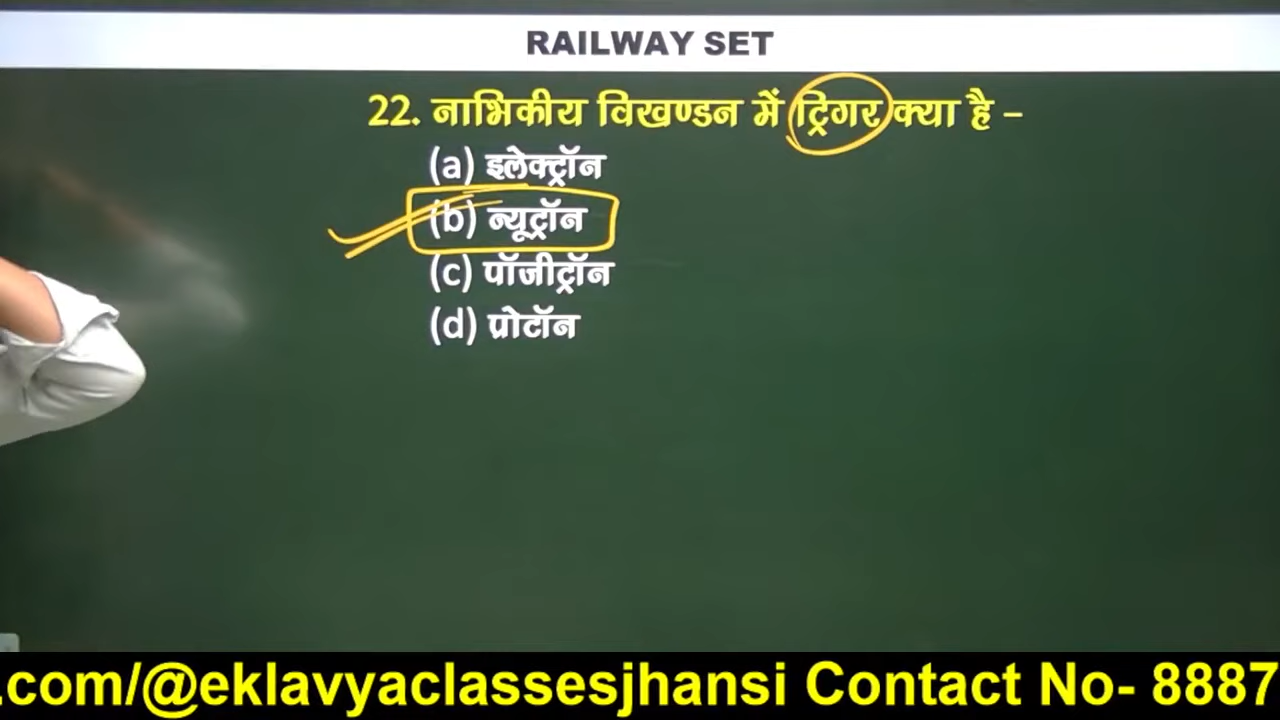 RAILWAY SET
22. नाभिकीय विखण्डन में ट्रिगर क्या है –
(a) इलेक्ट्रॉन
(b) न्यूट्रॉन
(c) पॉजीट्रॉन
(d) प्रोटॉन
.com/@eklavyaclassesjhansi Contact No- 8887